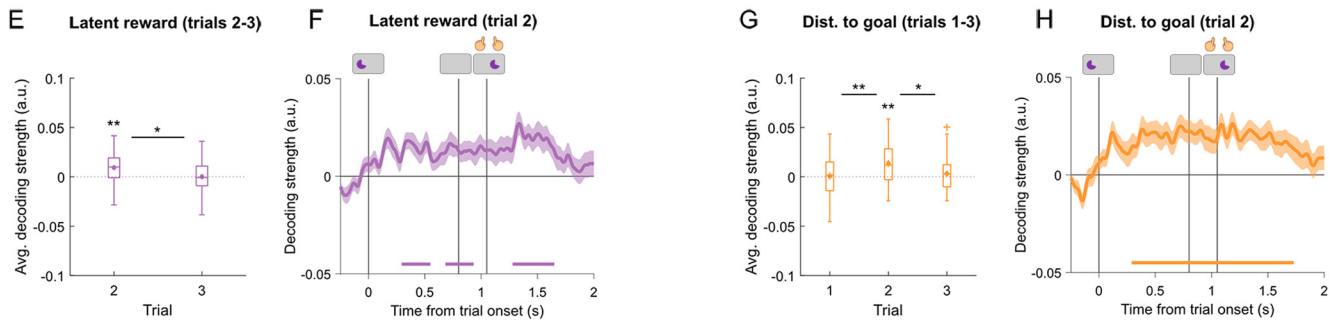 E Latent reward (trials 2-3)
Avg. decoding strength (a.u.)
0.1
0.05
0
-0.05
-0.1
**
*
2 3
Trial
F Latent reward (trial 2)
Decoding strength (a.u.)
0.05
0
-0.05
0 0.5 1 1.5 2
Time from trial onset (s)
G Dist. to goal (trials 1-3)
Avg. decoding strength (a.u.)
0.1
0.05
0
-0.05
-0.1
** *
**
1 2 3
Trial
H Dist. to goal (trial 2)
Decoding strength (a.u.)
0.05
0
-0.05
0 0.5 1 1.5 2
Time from trial onset (s)